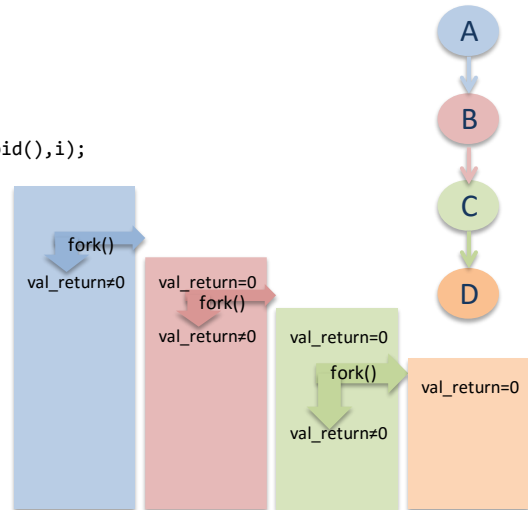 A
B
id(),i);
C
fork()
val_return≠0
val_return=0
fork()
val_return≠0
val_return=0
D
fork()
val_return=0
val_return≠0